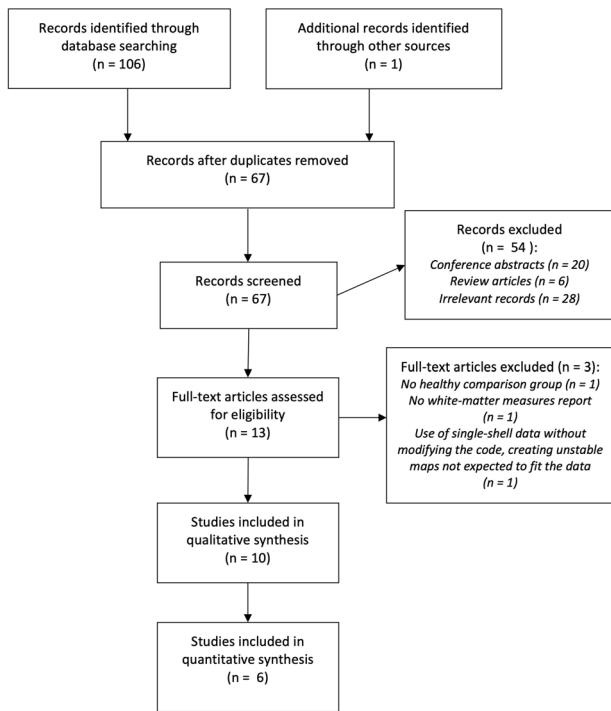 Records identified through
database searching
(n = 106)
Additional records identified
through other sources
(n = 1)
Records after duplicates removed
(n = 67)
Records screened
(n = 67)
Records excluded
(n = 54 ) :
Conference abstracts (n = 20)
Review articles (n = 6)
Irrelevant records (n = 28)
Full-text articles assessed
for eligibility
(n = 13)
Full-text articles excluded (n = 3):
No healthy comparison group (n = 1)
No white-matter measures report
(n = 1)
Use of single-shell data without
modifying the code, creating unstable
maps not expected to fit the data
(n = 1)
Studies included in
qualitative synthesis
(n = 10)
Studies included in
quantitative synthesis
(n = 6)